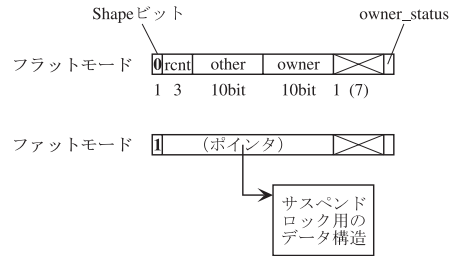 Shapeビット owner_status
フラットモード 0 rcnt other owner
1 3 10bit 10bit 1 (7)
ファットモード 1 (ポインタ)
サスペンド
ロック用の
データ構造